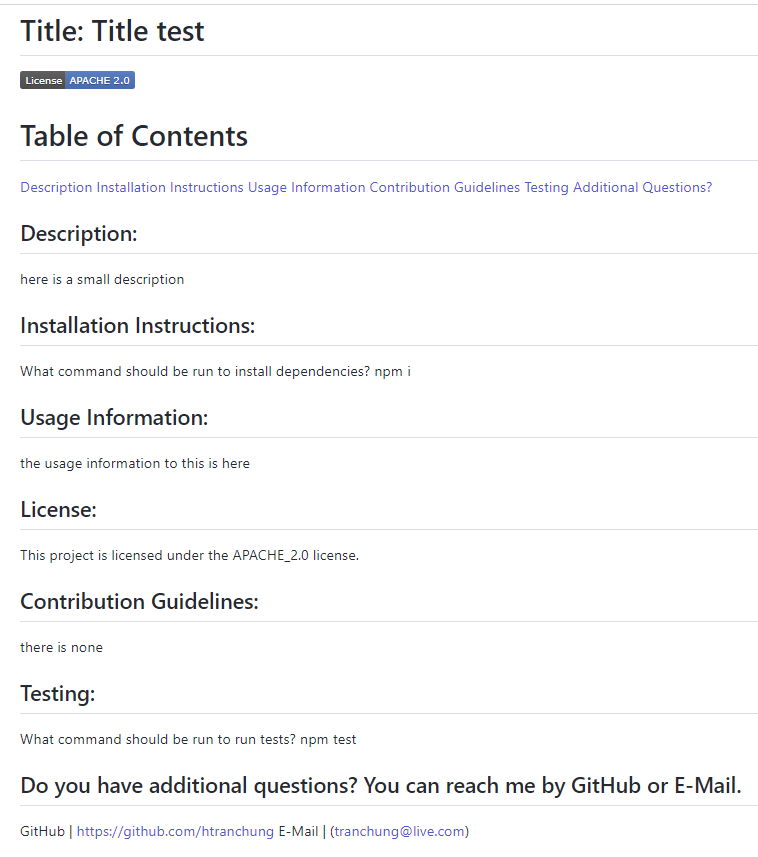 Title: Title test
License APACHE 2.0
Table of Contents
Description Installation Instructions Usage Information Contribution Guidelines Testing Additional Questions?
Description:
here is a small description
Installation Instructions:
What command should be run to install dependencies? npm i
Usage Information:
the usage information to this is here
License:
This project is licensed under the APACHE_2.0 license.
Contribution Guidelines:
there is none
Testing:
What command should be run to run tests? npm test
Do you have additional questions? You can reach me by GitHub or E-Mail.
GitHub | https://github.com/htranchung E-Mail | (tranchung@live.com)